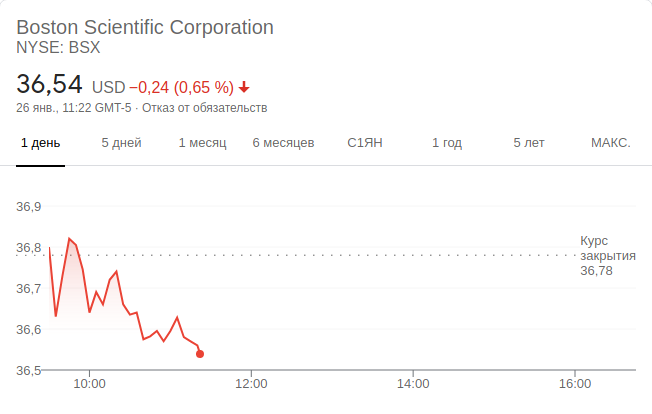 Boston Scientific Corporation
NYSE: BSX
36,54 USD −0,24 (0,65 %)
26 янв., 11:22 GMT-5 · Отказ от обязательств
1 день 5 дней 1 месяц 6 месяцев С1ЯН 1 год 5 лет МАКС.
36,9
36,8
36,7
36,6
36,5
Курс
закрытия
36,78
10:00 12:00 14:00 16:00